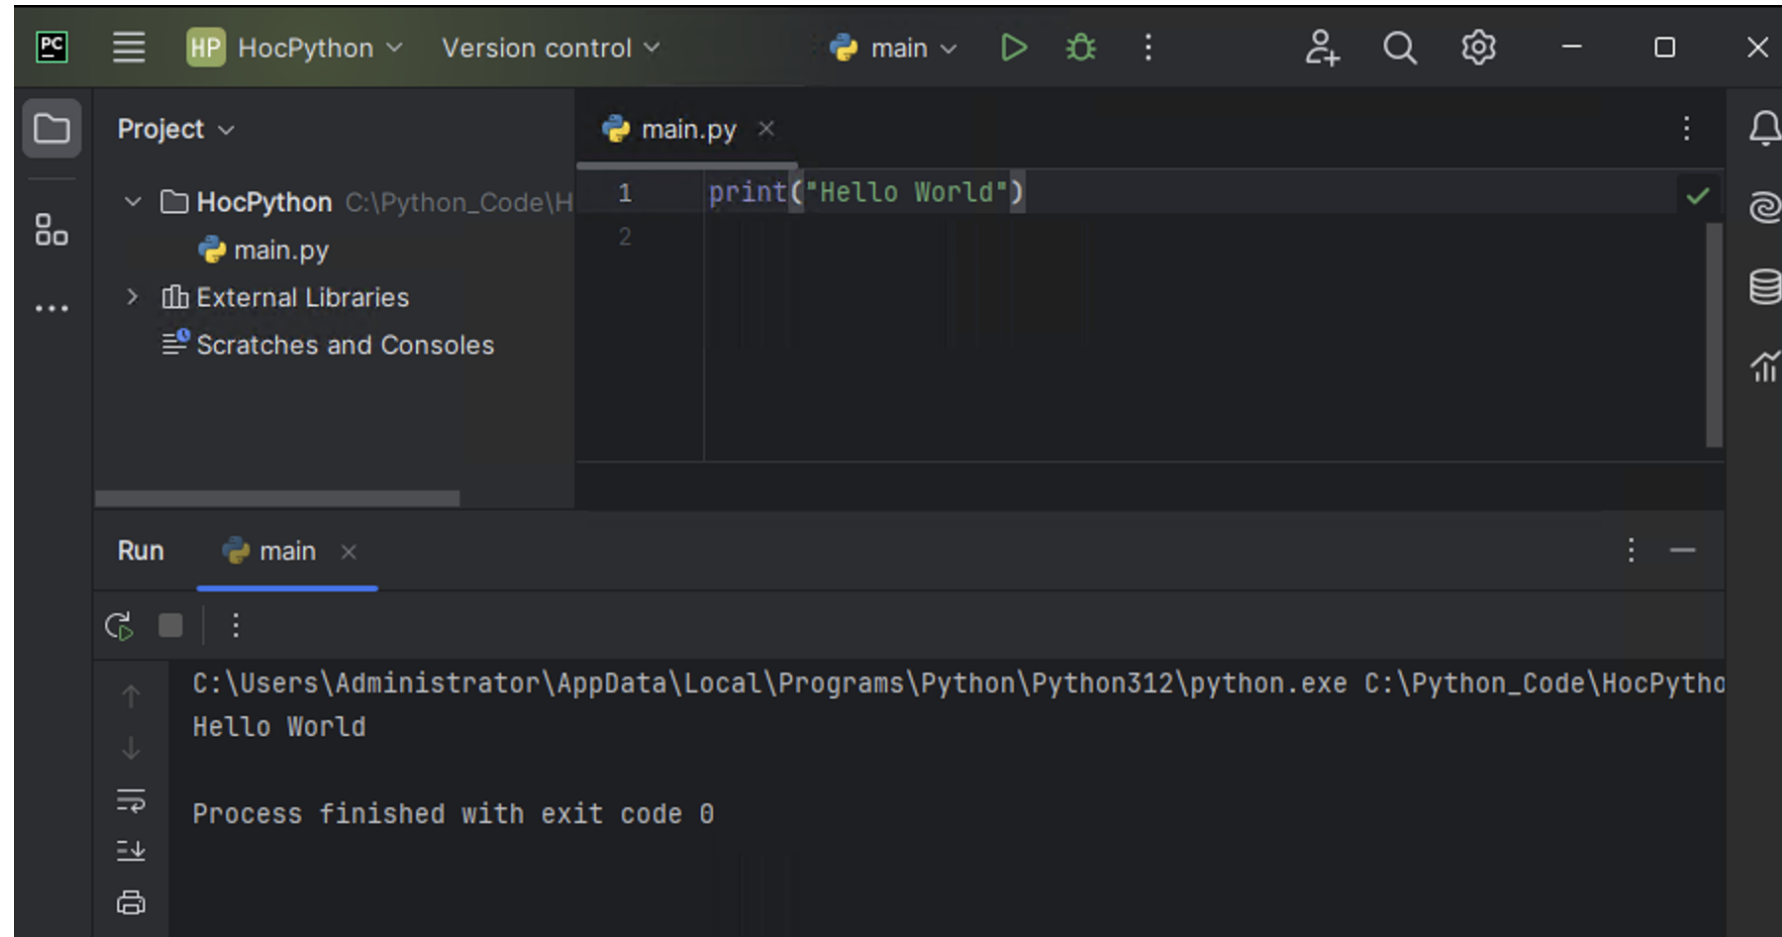 PC HP HocPython Version control main
Project
main.py
HocPython C:\Python_Code\H
main.py
External Libraries
Scratches and Consoles
1 print("Hello World")
2
Run main
C:\Users\Administrator\AppData\Local\Programs\Python\Python312\python.exe C:\Python_Code\HocPytho
Hello World
Process finished with exit code 0